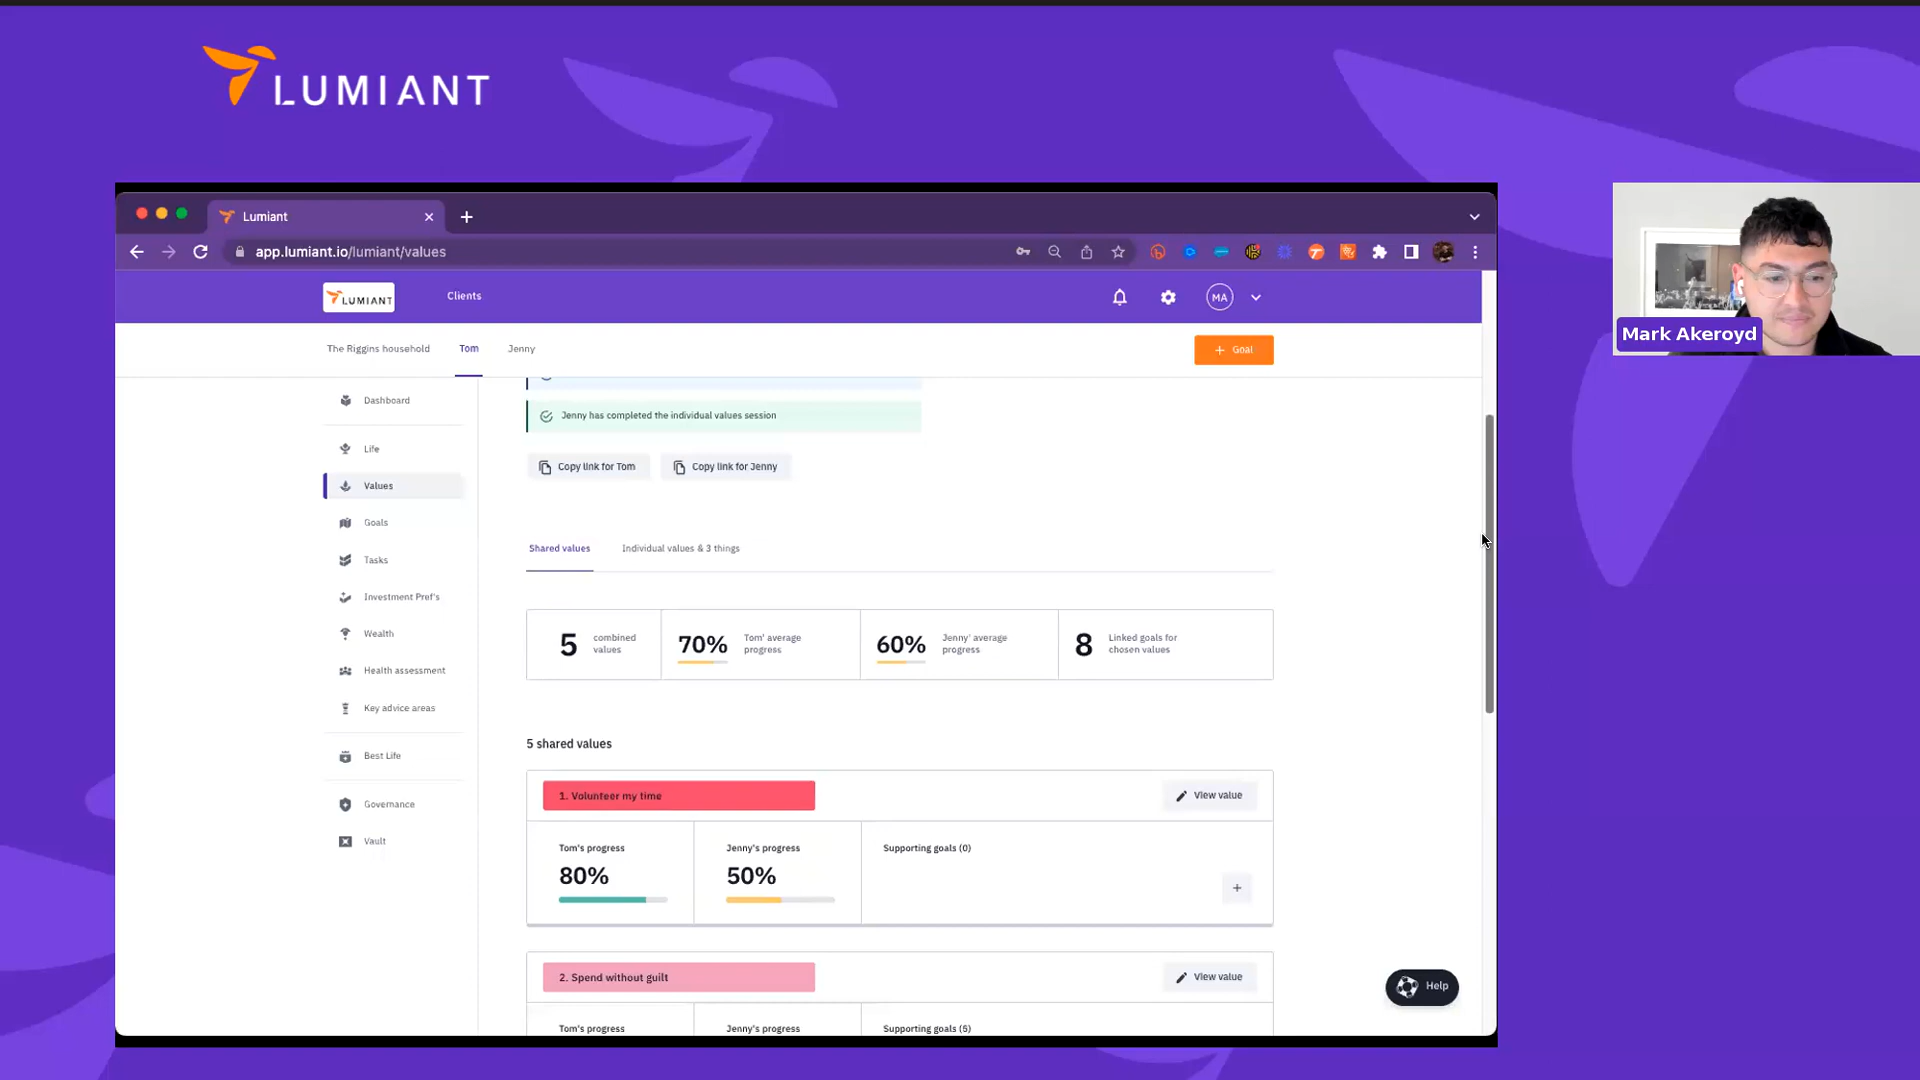 LUMIANT
Lumiant
app.lumiant.io/lumiant/values
LUMIANT
Clients
MA
The Riggins household
Tom
Jenny
+ Goal
Mark Akeroyd
Dashboard
Life
Values
Goals
Tasks
Investment Pref's
Wealth
Health assessment
Key advice areas
Best Life
Governance
Vault
Jenny has completed the individual values session
Copy link for Tom
Copy link for Jenny
Shared values
Individual values & 3 things
5
combined
values
70%
Tom' average
progress
60%
Jenny' average
progress
8
Linked goals for
chosen values
5 shared values
1. Volunteer my time
View value
Tom's progress
80%
Jenny's progress
50%
Supporting goals (0)
+
2. Spend without guilt
View value
Tom's progress
Jenny's progress
Supporting goals (5)
Help